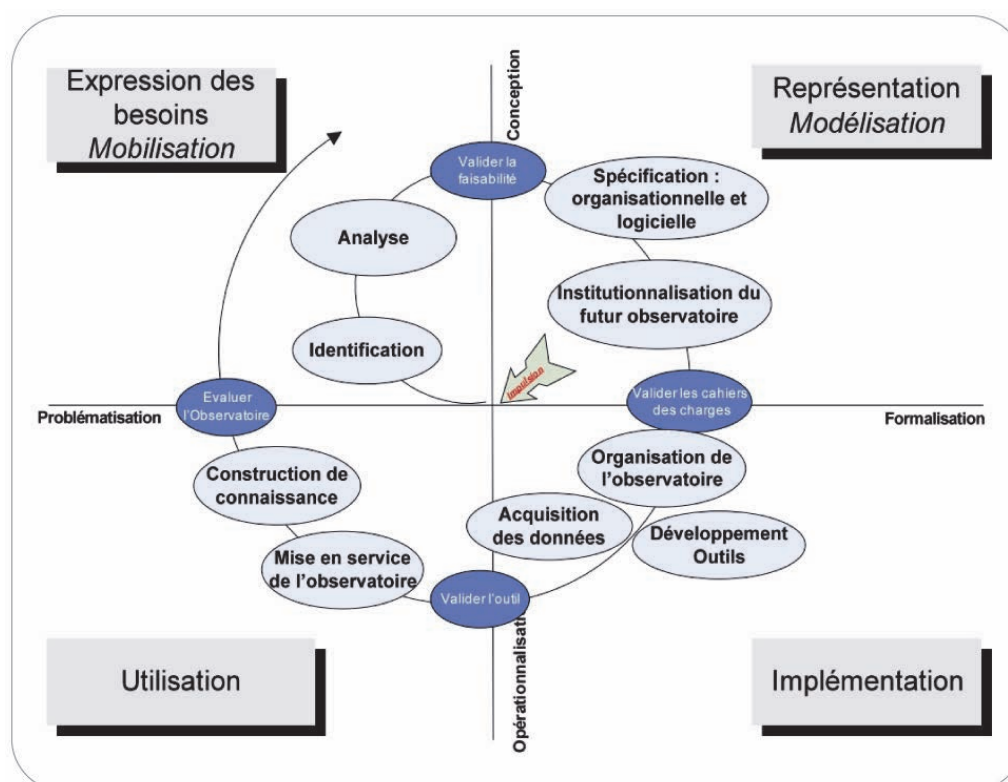 Expression des
besoins
Mobilisation
Conception
Représentation
Modélisation
Valider la
faisabilité
Spécification :
organisationnelle et
logicielle
Analyse
Institutionnalisation du
futur observatoire
Identification
Impulsion
Problématisation
Evaluer
l'Observatoire
Valider les cahiers
des charges
Formalisation
Construction de
connaissance
Organisation de
l'observatoire
Acquisition
des données
Développement
Outils
Mise en service
de l'observatoire
Valider l'outil
Opérationnalisati
Utilisation
Implémentation